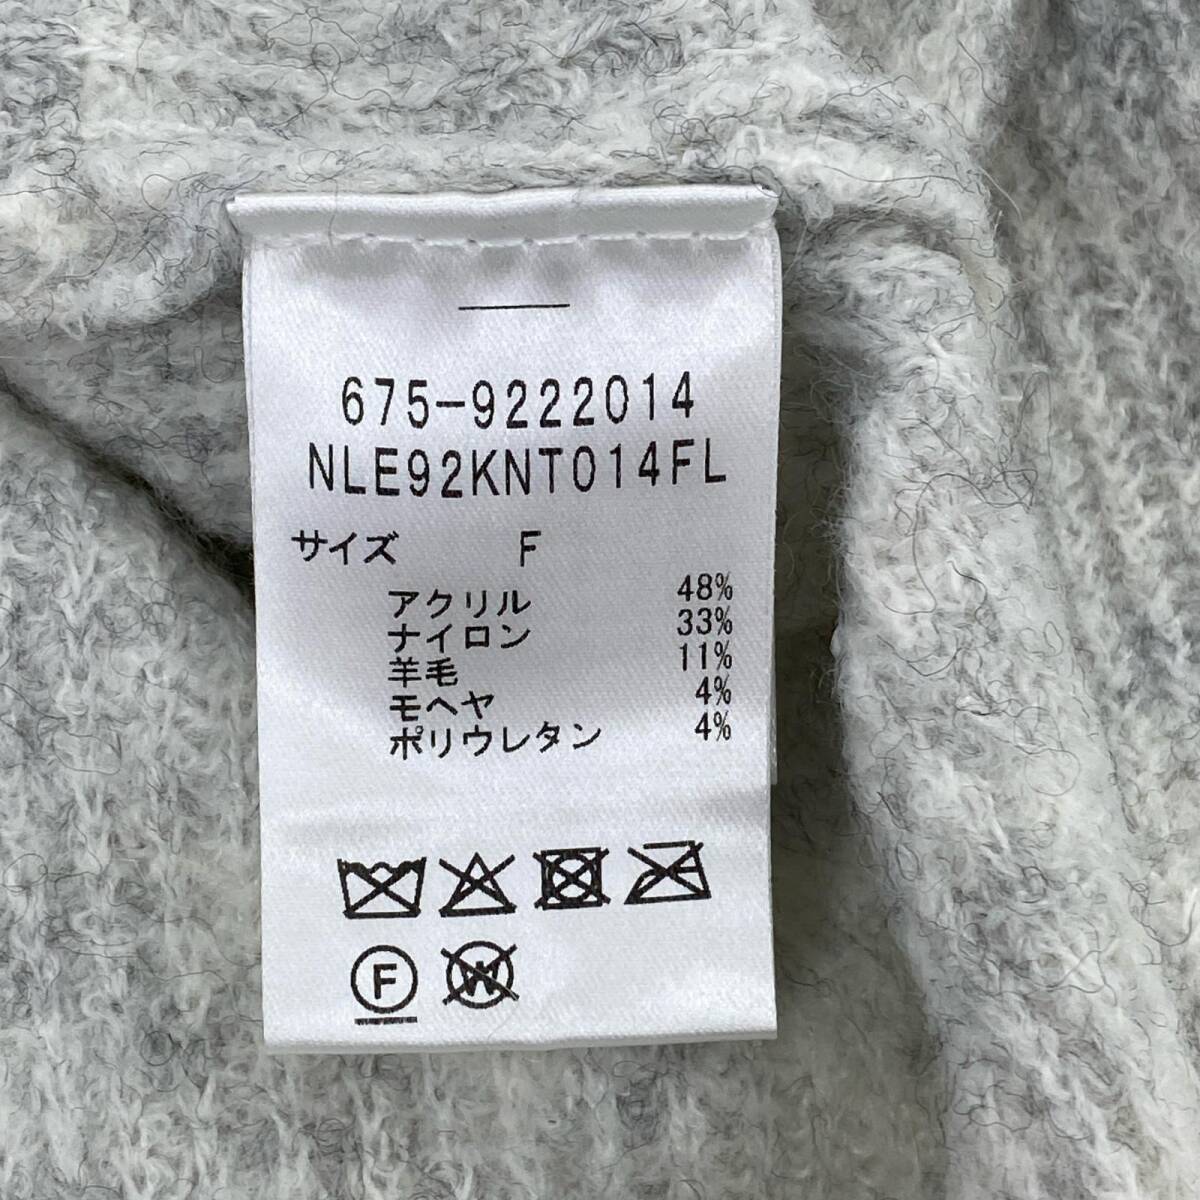 675-9222014
NLE92KNT014FL
サイズ F
アクリル 48%
ナイロン 33%
羊毛 11%
モヘヤ 4%
ポリウレタン 4%
F W